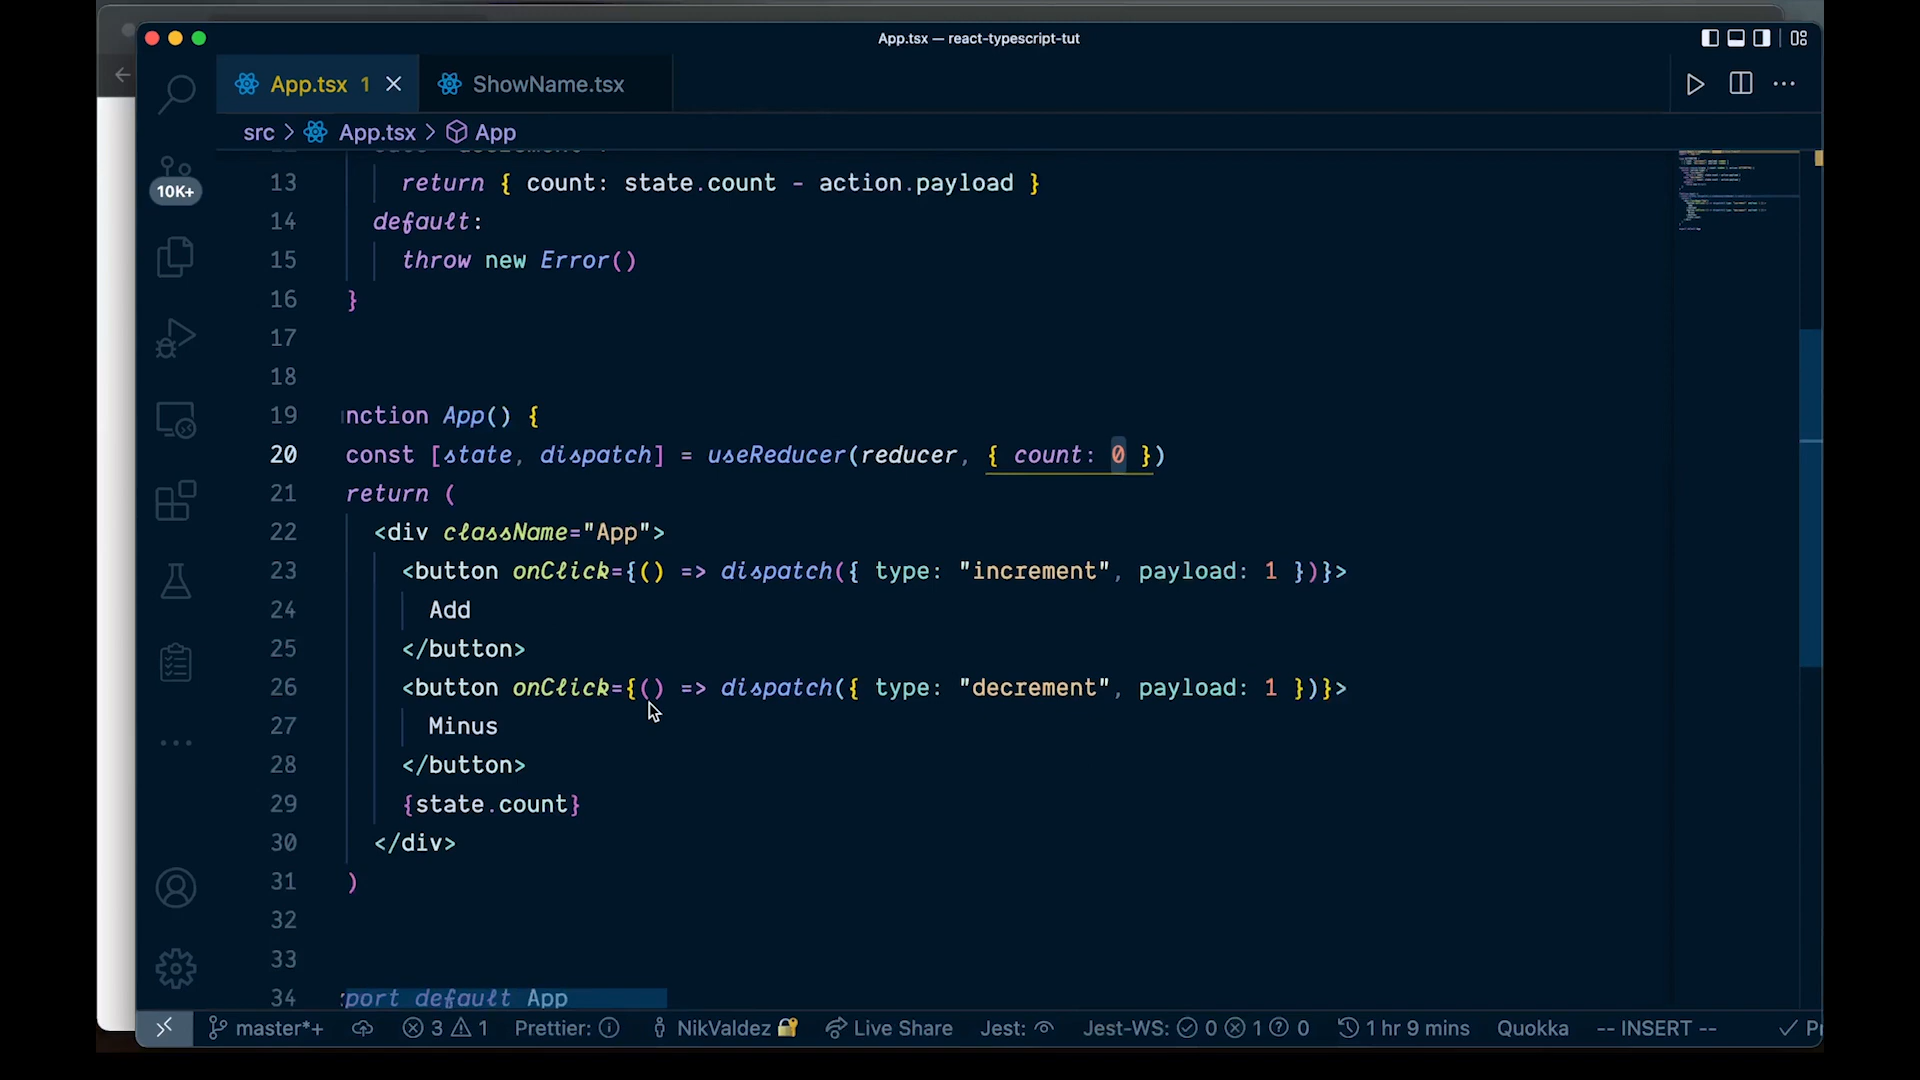 App.tsx — react-typescript-tut
App.tsx 1
ShowName.tsx
src > App.tsx > App
10K+
13 return { count: state.count - action.payload }
14 default:
15 throw new Error()
16 }
17
18
19 nction App() {
20 const [state, dispatch] = useReducer(reducer, { count: 0 })
21 return (
22 <div className="App">
23 <button onClick={() => dispatch({ type: "increment", payload: 1 })}>
24 Add
25 </button>
26 <button onClick={() => dispatch({ type: "decrement", payload: 1 })}>
27 Minus
28 </button>
29 {state.count}
30 </div>
31 )
32
33
34 port default App
master*+ 3 1 Prettier: NikValdez Live Share Jest: Jest-WS: 0 1 0 1 hr 9 mins Quokka -- INSERT --